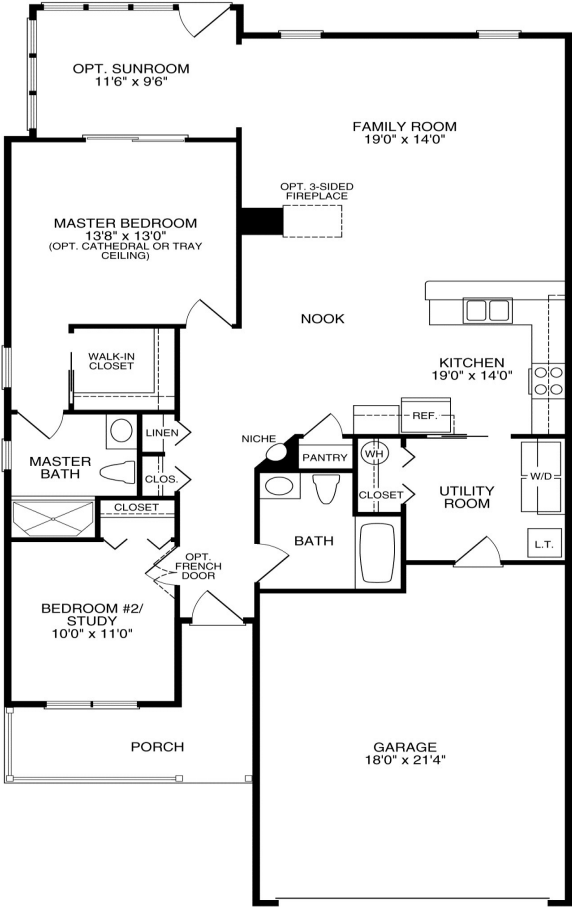 OPT. SUNROOM
11'6" x 9'6"
FAMILY ROOM
19'0" x 14'0"
OPT. 3-SIDED
FIREPLACE
MASTER BEDROOM
13'8" x 13'0"
(OPT. CATHEDRAL OR TRAY
CEILING)
NOOK
WALK-IN
CLOSET
KITCHEN
19'0" x 14'0"
REF.
LINEN
NICHE
PANTRY
WH
MASTER
BATH
CLOS.
CLOSET
UTILITY
ROOM
W/D
CLOSET
BATH
L.T.
OPT.
FRENCH
DOOR
BEDROOM #2/
STUDY
10'0" x 11'0"
PORCH
GARAGE
18'0" x 21'4"